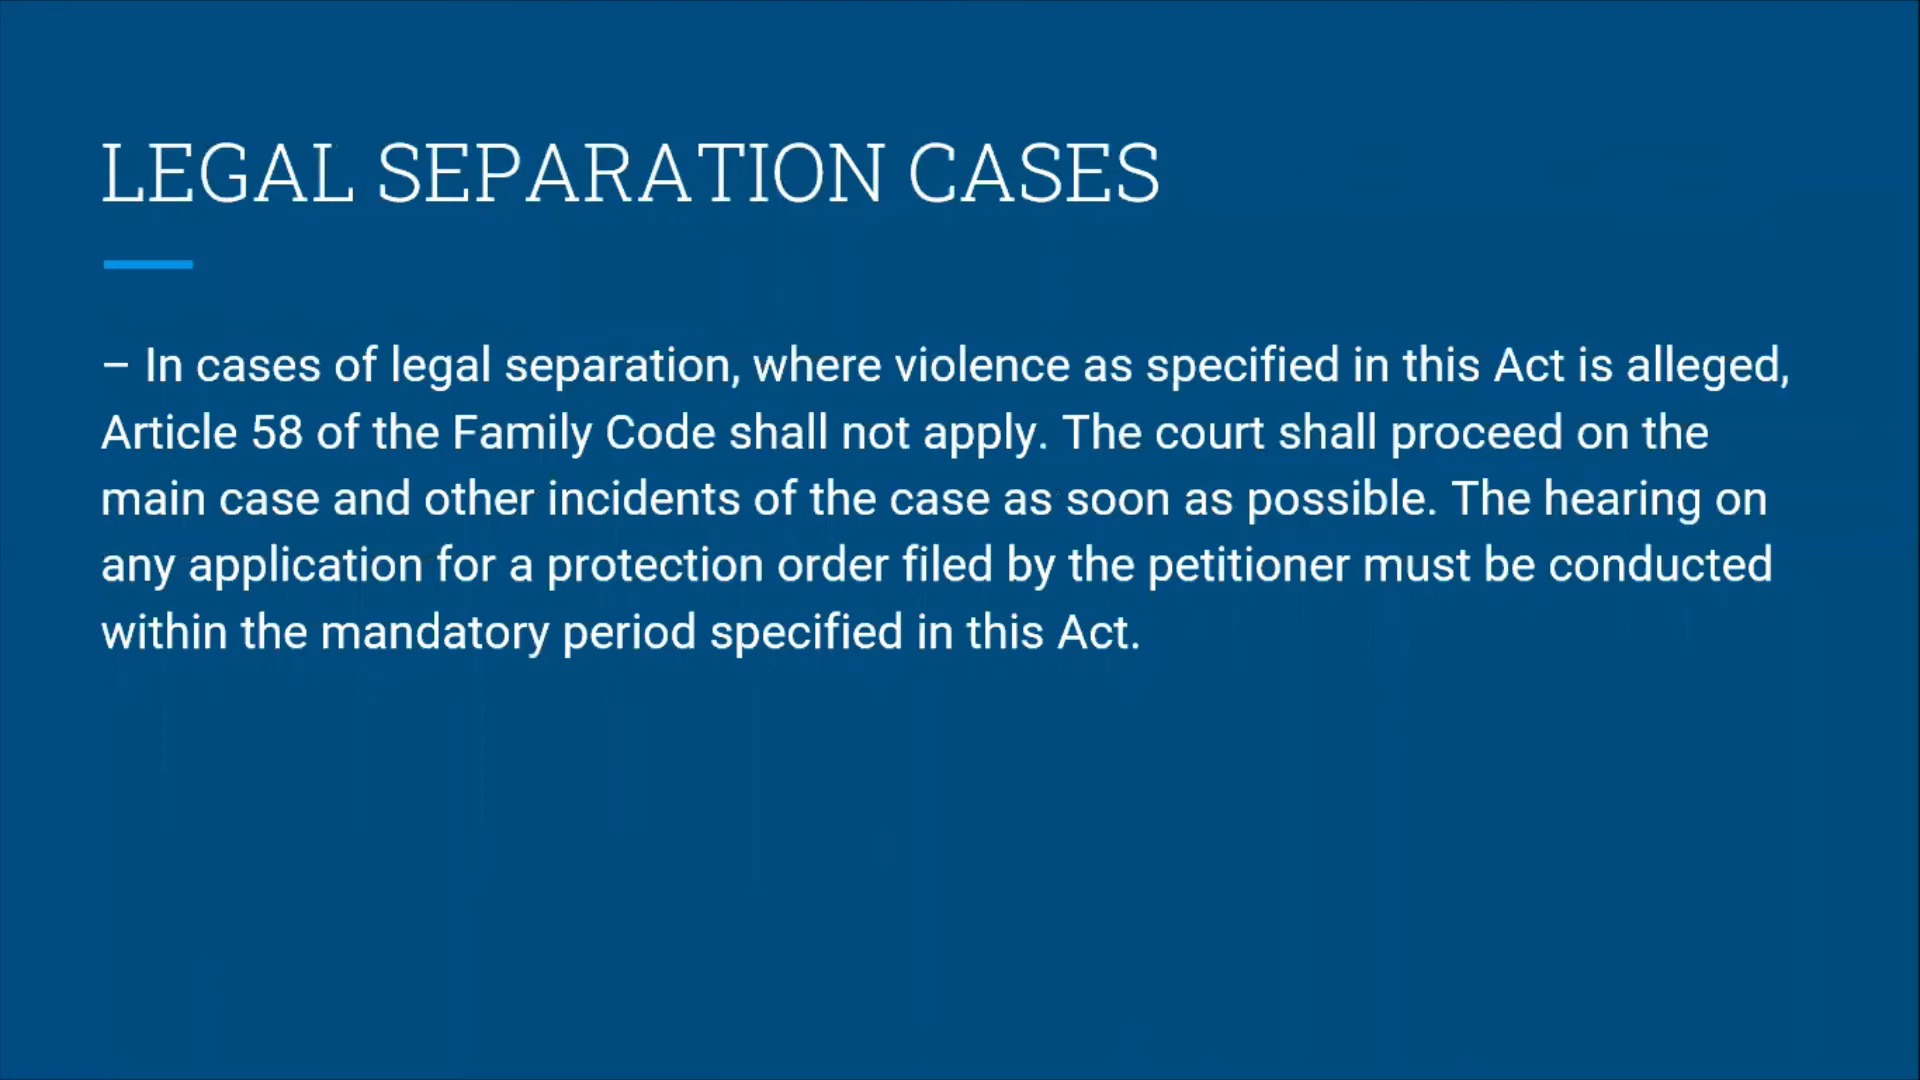 LEGAL SEPARATION CASES
– In cases of legal separation, where violence as specified in this Act is alleged,
Article 58 of the Family Code shall not apply. The court shall proceed on the
main case and other incidents of the case as soon as possible. The hearing on
any application for a protection order filed by the petitioner must be conducted
within the mandatory period specified in this Act.